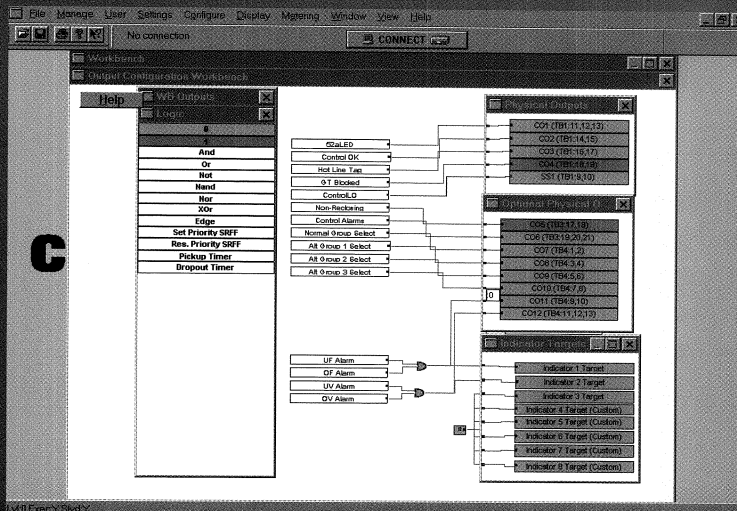 File Manage User Settings Configure Display Metering Window View Help
No connection
CONNECT
Workbench
Output Configuration Workbench
Help
WB Outputs
Logic
0
1
And
Or
Not
Nand
Nor
XOr
Edge
Set Priority SRFF
Res. Priority SRFF
Pickup Timer
Dropout Timer
C
52aLED
Control OK
Hot Line Tag
GT Blocked
ControlLO
Non-Reclosing
Control Alarms
Normal Group Select
Alt Group 1 Select
Alt Group 2 Select
Alt Group 3 Select
UF Alarm
OF Alarm
UV Alarm
OV Alarm
Physical Outputs
CO1 (TB1:11,12,13)
CO2 (TB1:14,15)
CO3 (TB1:16,17)
CO4 (TB1:18,19)
SS1 (TB1:9,10)
Optional Physical O
CO5 (TB3:17,18)
CO6 (TB3:19,20,21)
CO7 (TB4:1,2)
CO8 (TB4:3,4)
CO9 (TB4:5,6)
CO10 (TB4:7,8)
CO11 (TB4:9,10)
CO12 (TB4:11,12,13)
0
Indicator Targets
Indicator 1 Target
Indicator 2 Target
Indicator 3 Target
Indicator 4 Target (Custom)
Indicator 5 Target (Custom)
Indicator 6 Target (Custom)
Indicator 7 Target (Custom)
Indicator 8 Target (Custom)